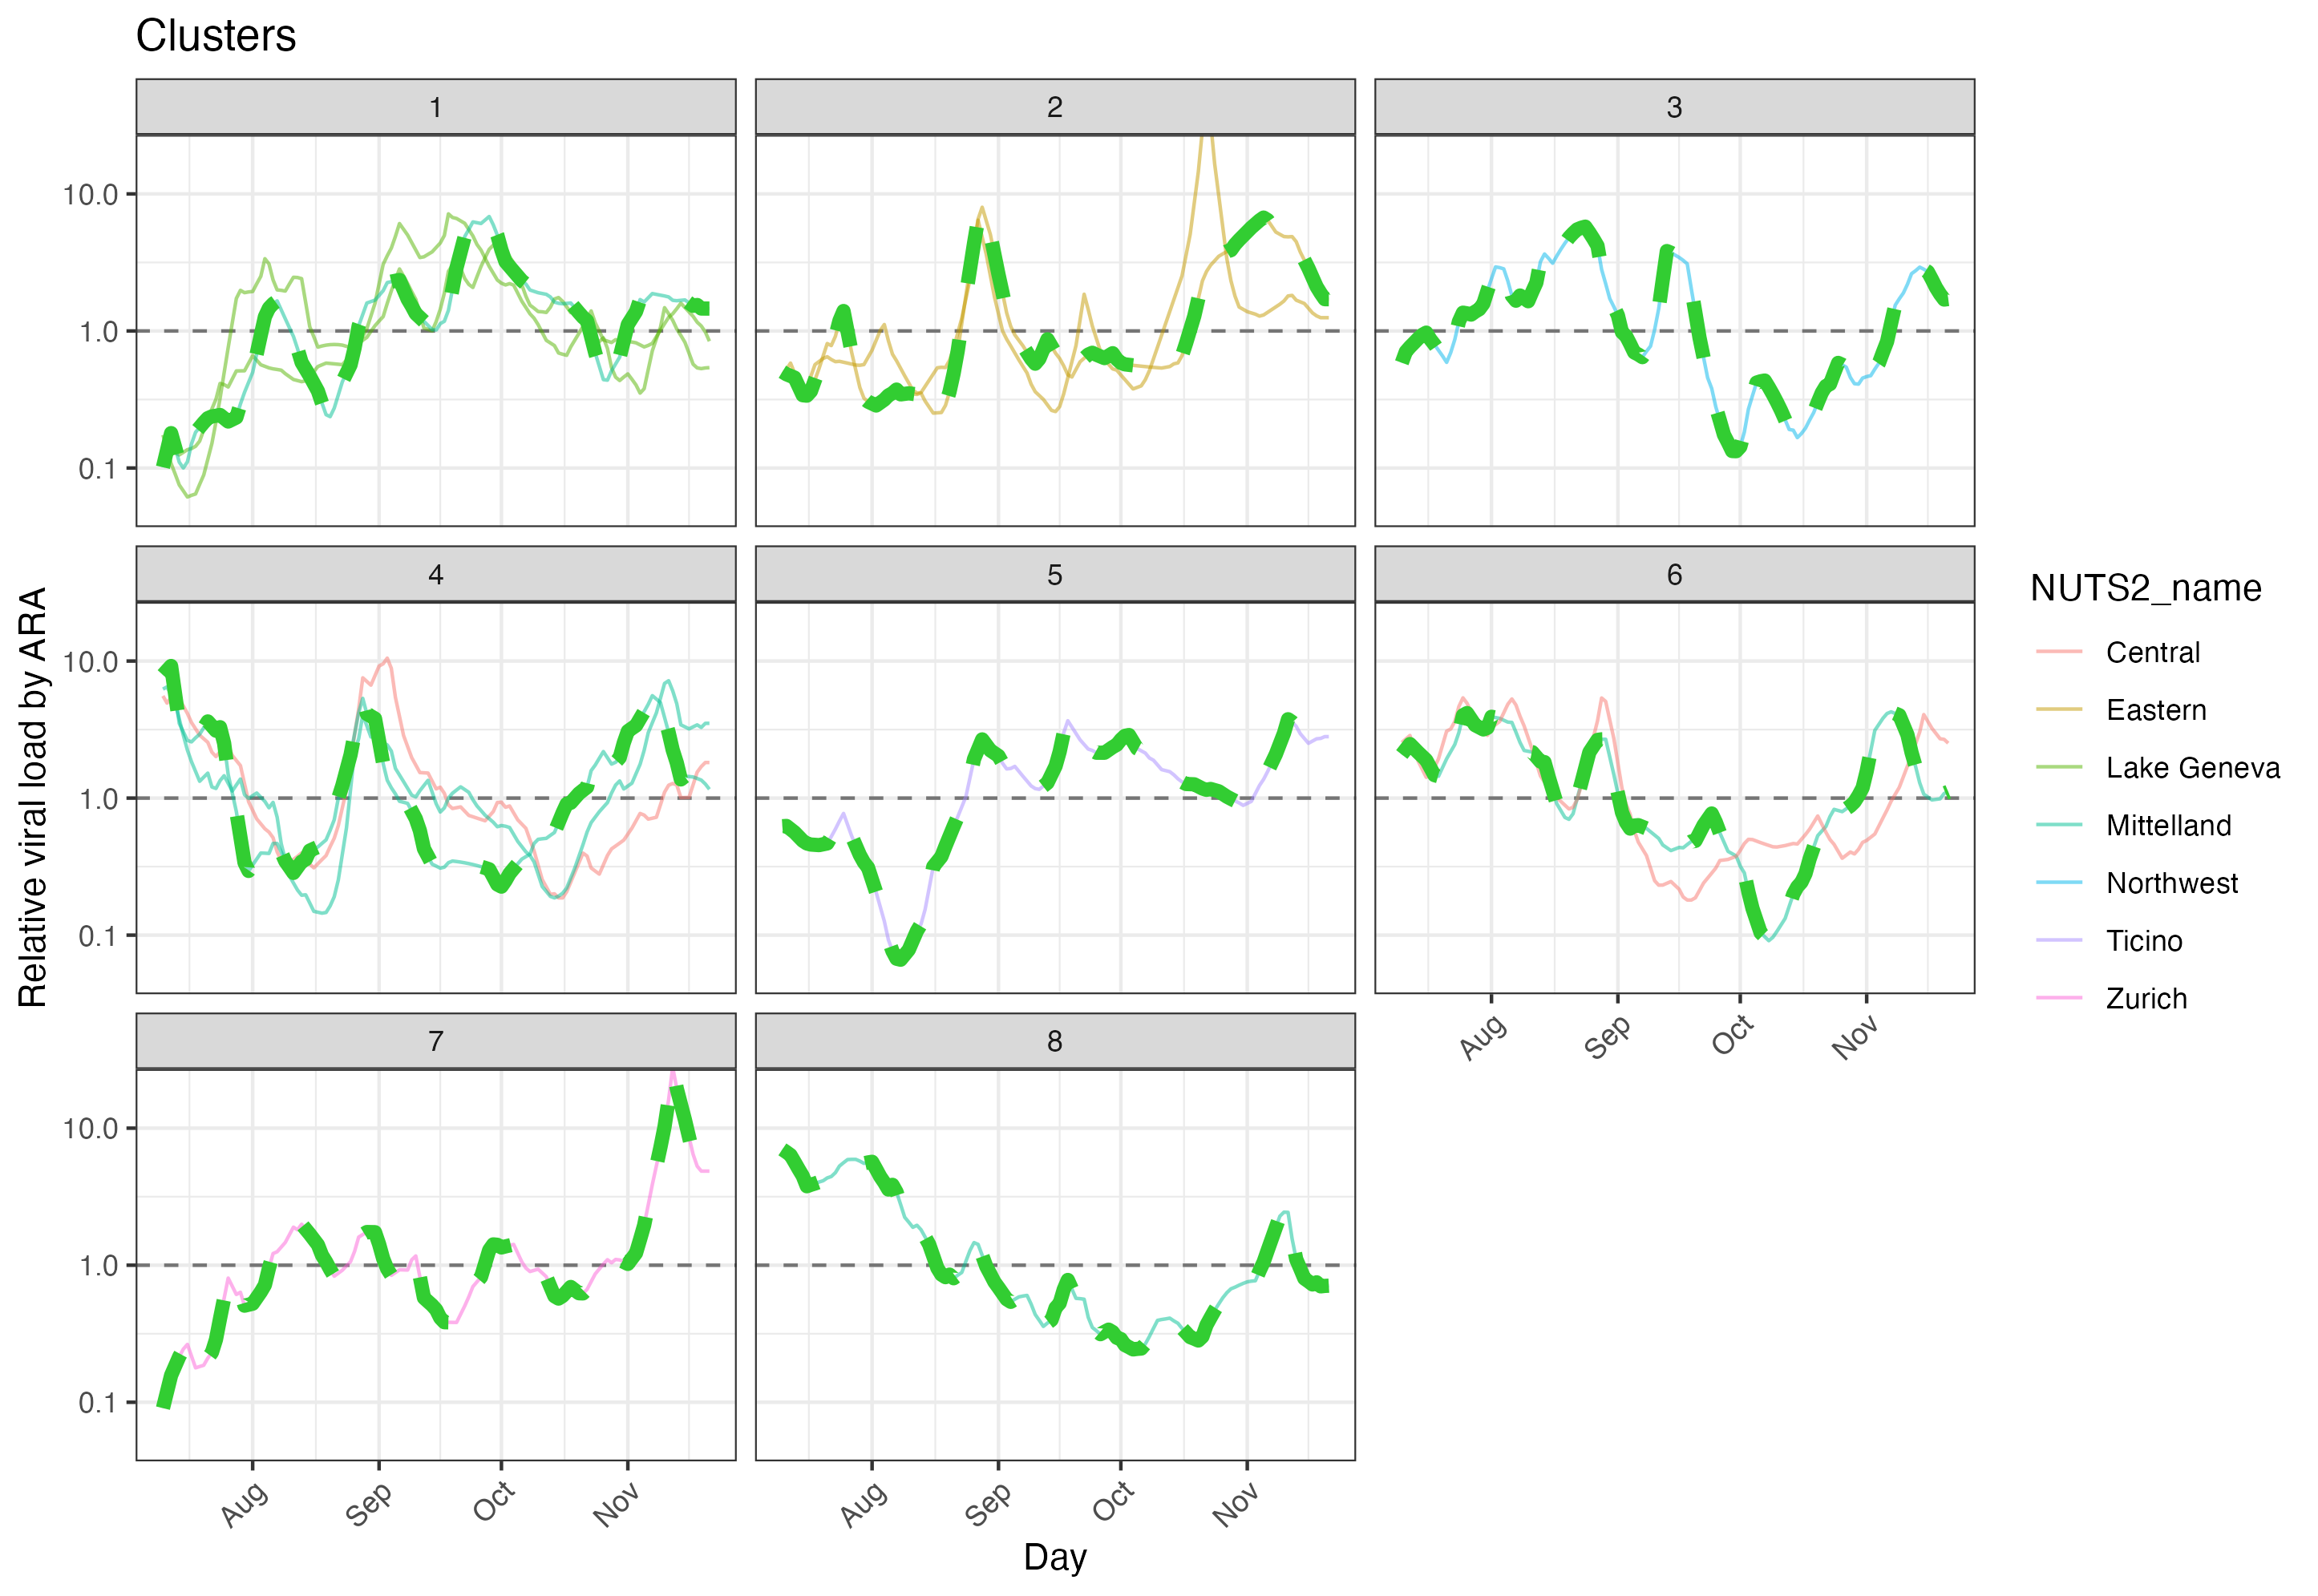 Clusters
1
2
3
10.0
1.0
0.1
4
5
6
10.0
1.0
0.1
Aug
Sep
Oct
Nov
7
8
10.0
1.0
0.1
Aug
Sep
Oct
Nov
Aug
Sep
Oct
Nov
Day
Relative viral load by ARA
NUTS2_name
Central
Eastern
Lake Geneva
Mittelland
Northwest
Ticino
Zurich